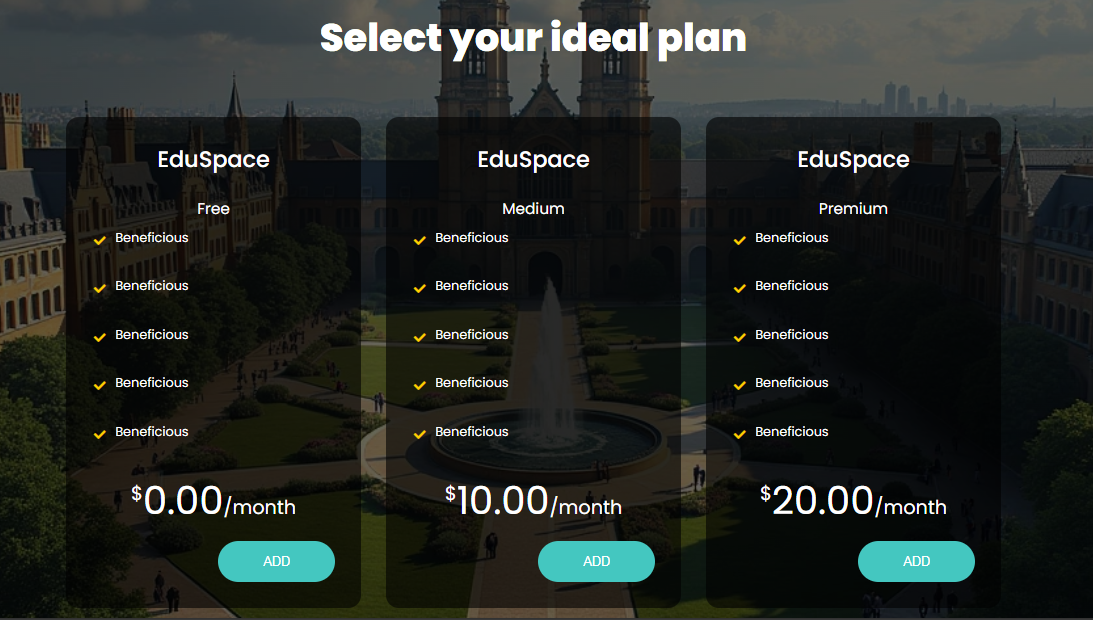 Select your ideal plan
EduSpace
Free
Beneficious
Beneficious
Beneficious
Beneficious
Beneficious
$0.00/month
ADD
EduSpace
Medium
Beneficious
Beneficious
Beneficious
Beneficious
Beneficious
$10.00/month
ADD
EduSpace
Premium
Beneficious
Beneficious
Beneficious
Beneficious
Beneficious
$20.00/month
ADD